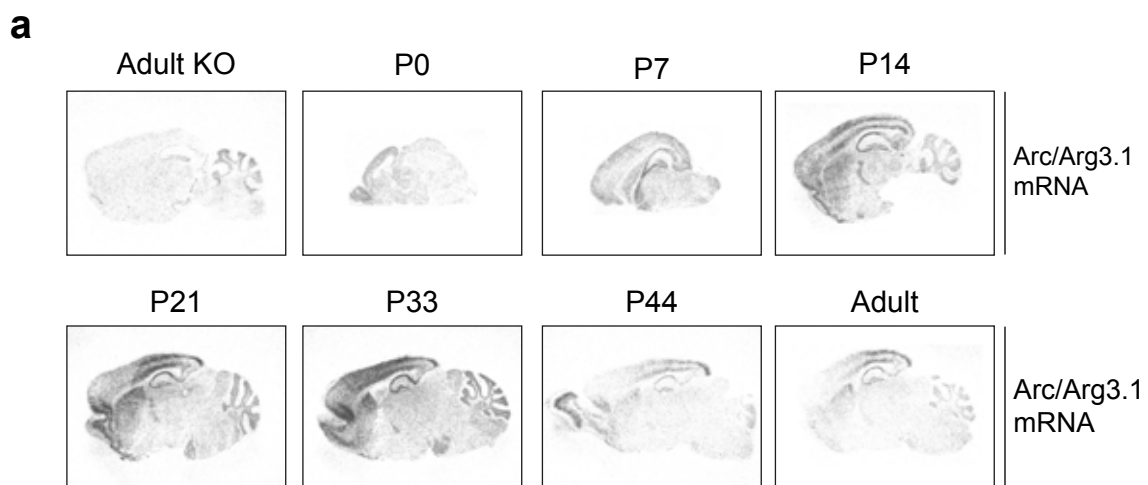 a
Adult KO
P0
P7
P14
Arc/Arg3.1
mRNA
P21
P33
P44
Adult
Arc/Arg3.1
mRNA